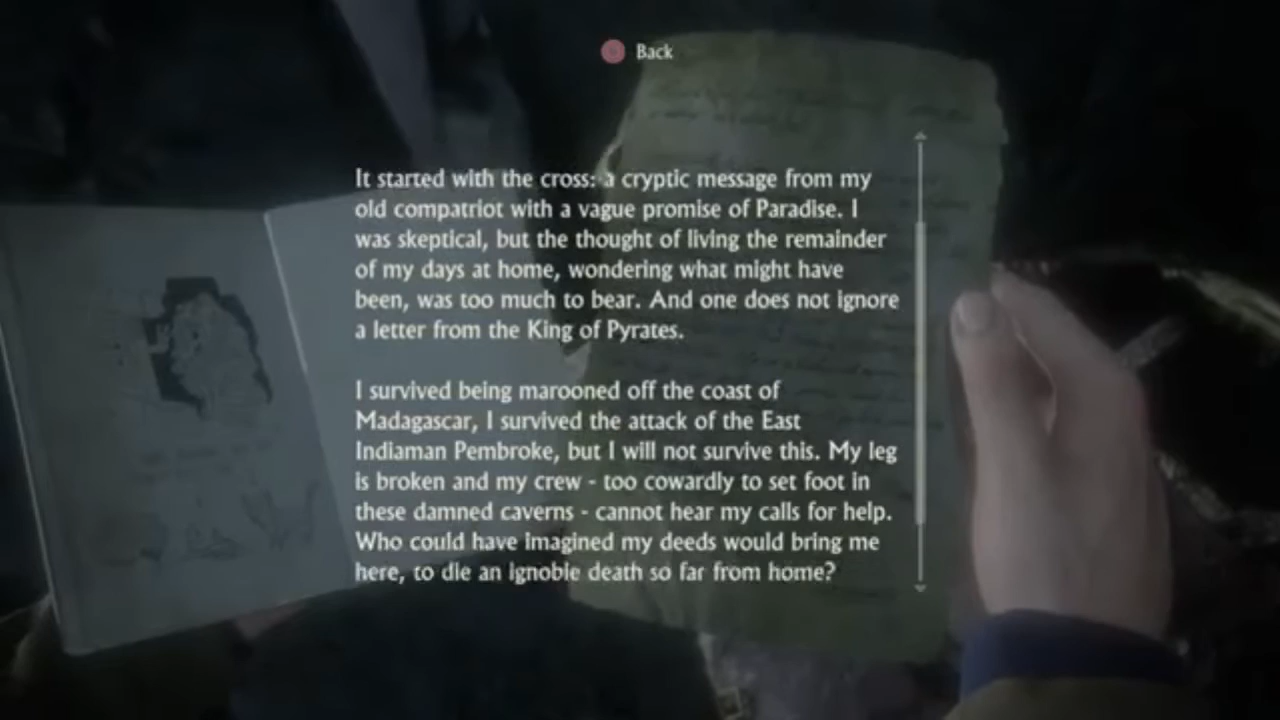 Back
It started with the cross: a cryptic message from my
old compatriot with a vague promise of Paradise. I
was skeptical, but the thought of living the remainder
of my days at home, wondering what might have
been, was too much to bear. And one does not ignore
a letter from the King of Pyrates.
I survived being marooned off the coast of
Madagascar, I survived the attack of the East
Indiaman Pembroke, but I will not survive this. My leg
is broken and my crew - too cowardly to set foot in
these damned caverns - cannot hear my calls for help.
Who could have imagined my deeds would bring me
here, to die an ignoble death so far from home?